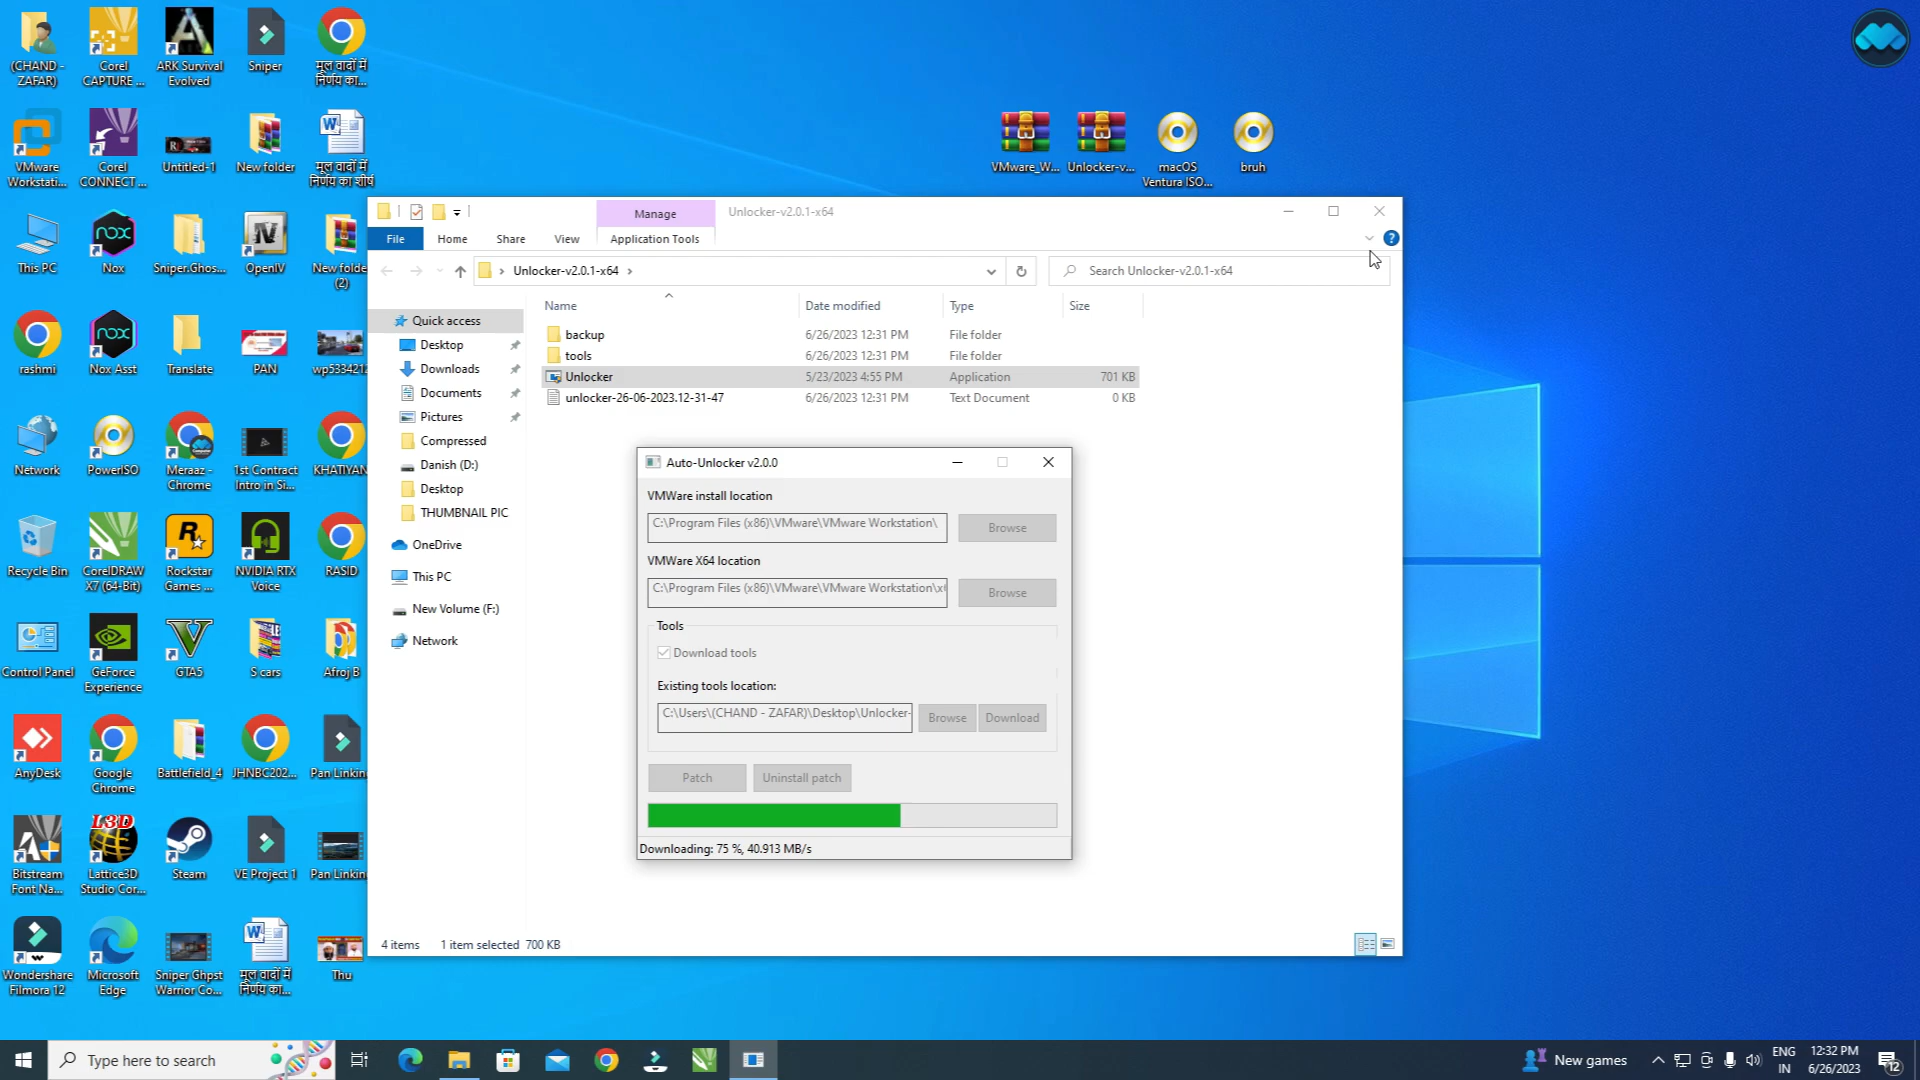 (CHAND -
ZAFAR)
Corel
CAPTURE ...
ARK Survival
Evolved
Sniper
मूल वादों में
निर्णय का...
VMware
Workstati...
Corel
CONNECT ...
Untitled-1
New folder
मूल वादों में
निर्णय का शीर्ष
This PC
Nox
Sniper.Ghos...
OpenIV
New folde
(2)
rashmi
Nox Asst
Translate
PAN
wp5334212
Network
PowerISO
Meraaz -
Chrome
1st Contract
Intro in Si...
KHATIYAN
Recycle Bin
CorelDRAW
X7 (64-Bit)
Rockstar
Games ...
NVIDIA RTX
Voice
RASID
Control Panel
GeForce
Experience
GTA5
S cars
Afroj B
AnyDesk
Google
Chrome
Battlefield_4
JHNBC202...
Pan Linkin
Bitstream
Font Na...
Lattice3D
Studio Cor...
Steam
VE Project 1
Pan Linkin
Wondershare
Filmora 12
Microsoft
Edge
Sniper Ghpst
Warrior Co...
मूल वादों में
निर्णय का...
Thu
VMware_W...
Unlocker-v...
macOS
Ventura ISO...
bruh
Manage
Unlocker-v2.0.1-x64
File
Home
Share
View
Application Tools
Unlocker-v2.0.1-x64
Search Unlocker-v2.0.1-x64
Name
Date modified
Type
Size
backup
6/26/2023 12:31 PM
File folder
tools
6/26/2023 12:31 PM
File folder
Unlocker
5/23/2023 4:55 PM
Application
701 KB
unlocker-26-06-2023.12-31-47
6/26/2023 12:31 PM
Text Document
0 KB
Quick access
Desktop
Downloads
Documents
Pictures
Compressed
Danish (D:)
Desktop
THUMBNAIL PIC
OneDrive
This PC
New Volume (F:)
Network
Auto-Unlocker v2.0.0
VMWare install location
C:\Program Files (x86)\VMware\VMware Workstation\
Browse
VMWare X64 location
C:\Program Files (x86)\VMware\VMware Workstation\x
Browse
Tools
Download tools
Existing tools location:
C:\Users\(CHAND - ZAFAR)\Desktop\Unlocker-
Browse
Download
Patch
Uninstall patch
Downloading: 75 %, 40.913 MB/s
4 items
1 item selected 700 KB
Type here to search
New games
ENG
IN
12:32 PM
6/26/2023
12